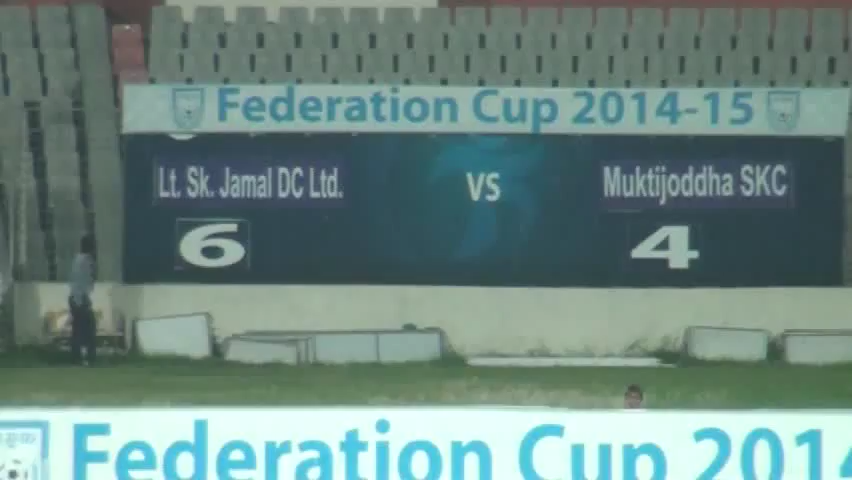 Federation Cup 2014-15
Lt. Sk. Jamal DC Ltd.
VS
Muktijoddha SKC
6
4
Federation Cup 2014